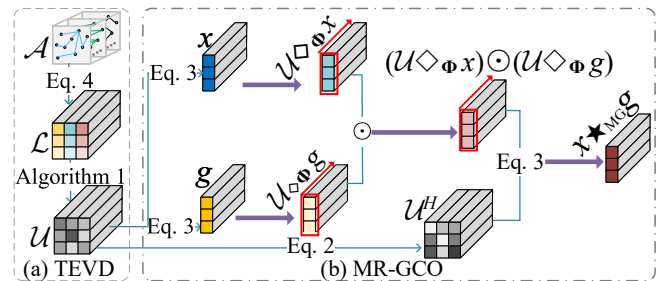 𝒜
Eq. 4
ℒ
Algorithm 1
𝒰
(a) TEVD
x
Eq. 3
𝒰□Φx
g
Eq. 3
𝒰◇Φg
Eq. 2
⊙
(𝒰◇Φx)⊙(𝒰◇Φg)
𝒰^H
Eq. 3
x★MGg
(b) MR-GCO